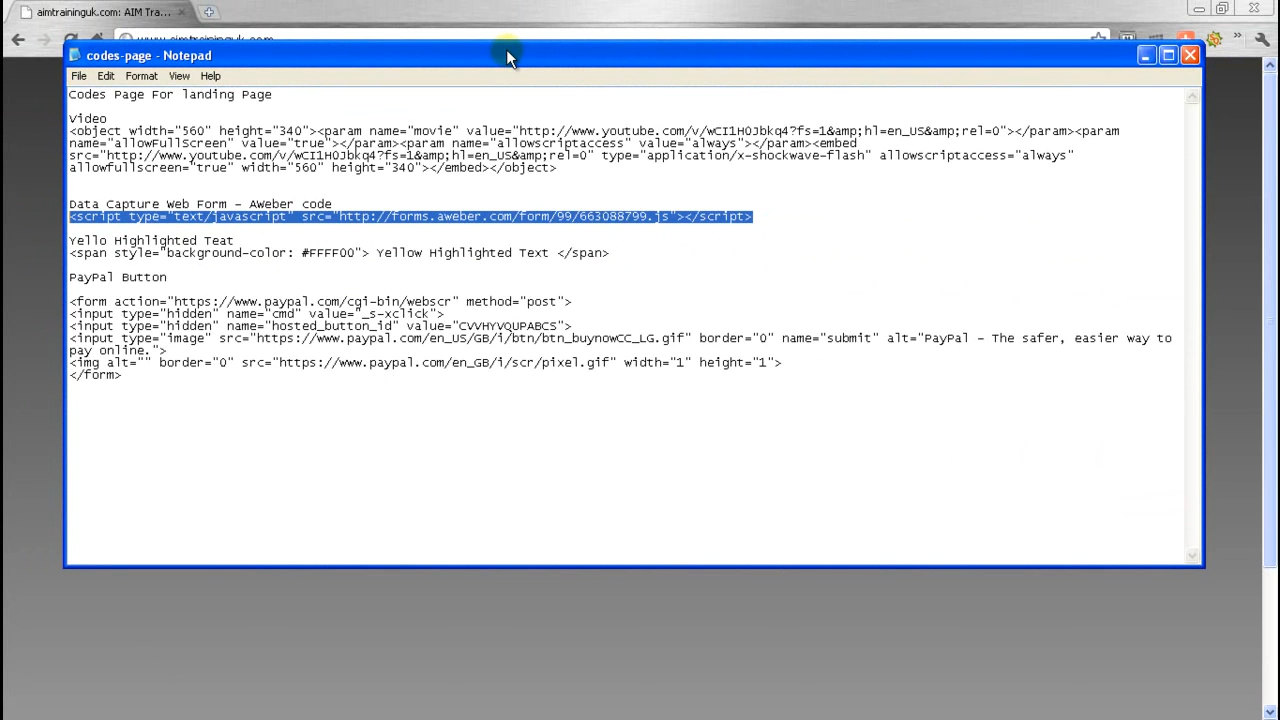 aimtraininguk.com: AIM Tra...
www.aimtraininguk.com
codes-page - Notepad
File Edit Format View Help
Codes Page For landing Page
Video
<object width="560" height="340"><param name="movie" value="http://www.youtube.com/v/wCI1H0Jbkq4?fs=1&amp;hl=en_US&amp;rel=0"></param><param
name="allowFullScreen" value="true"></param><param name="allowscriptaccess" value="always"></param><embed
src="http://www.youtube.com/v/wCI1H0Jbkq4?fs=1&amp;hl=en_US&amp;rel=0" type="application/x-shockwave-flash" allowscriptaccess="always"
allowfullscreen="true" width="560" height="340"></embed></object>
Data Capture Web Form - AWeber code
<script type="text/javascript" src="http://forms.aweber.com/form/99/663088799.js"></script>
Yello Highlighted Teat
<span style="background-color: #FFFF00"> Yellow Highlighted Text </span>
PayPal Button
<form action="https://www.paypal.com/cgi-bin/webscr" method="post">
<input type="hidden" name="cmd" value="_s-xclick">
<input type="hidden" name="hosted_button_id" value="CVVHYVQUPABCS">
<input type="image" src="https://www.paypal.com/en_US/GB/i/btn/btn_buynowCC_LG.gif" border="0" name="submit" alt="PayPal - The safer, easier way to
pay online.">
<img alt="" border="0" src="https://www.paypal.com/en_GB/i/scr/pixel.gif" width="1" height="1">
</form>